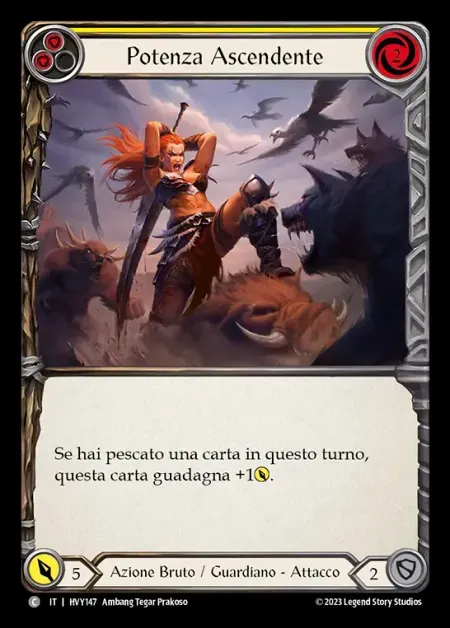 2
Potenza Ascendente
Se hai pescato una carta in questo turno,
questa carta guadagna +1.
5 Azione Bruto / Guardiano - Attacco 2
C IT | HVY147 Ambang Tegar Prakoso © 2023 Legend Story Studios